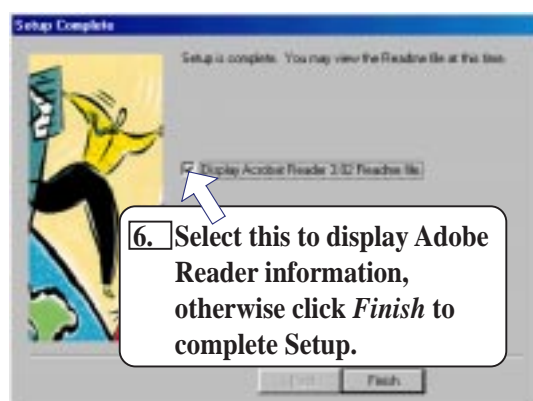 Setup Complete
Setup is complete. You may view the Readme file at this time.
Display Acrobat Reader 3.02 Readme file.
6. Select this to display Adobe
Reader information,
otherwise click Finish to
complete Setup.
Finish